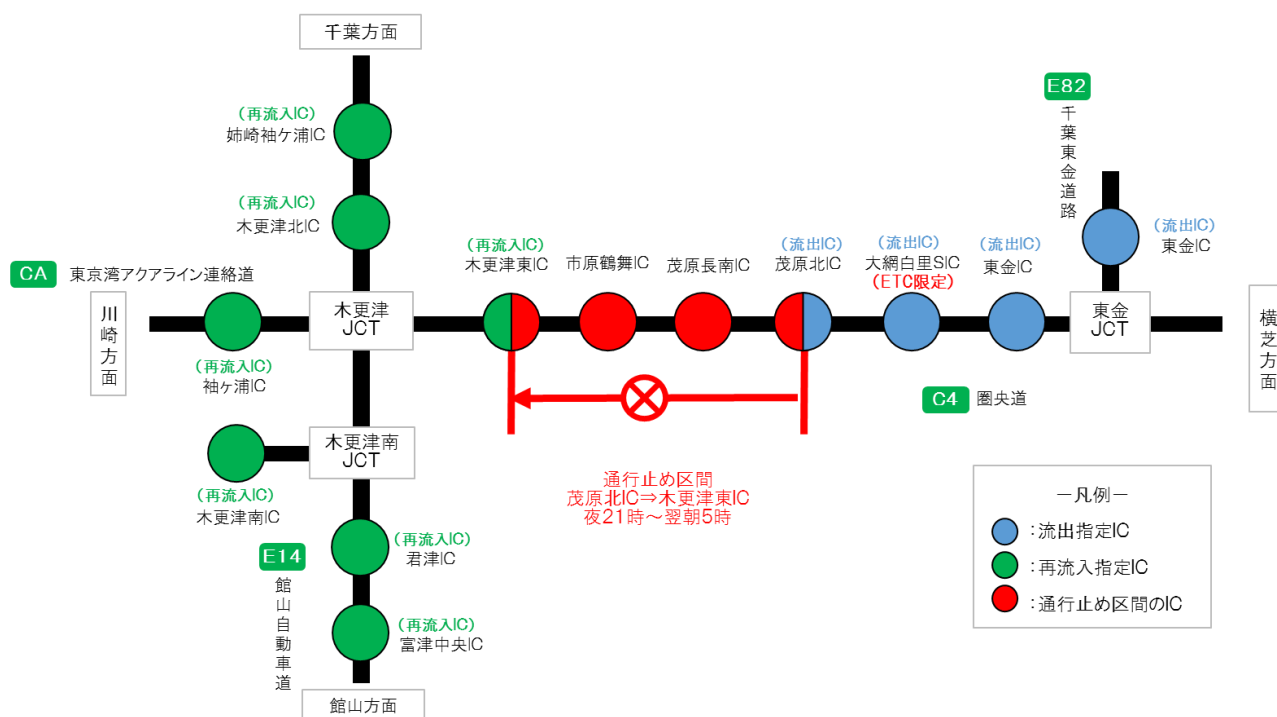 千葉方面
(再流入IC)
姉崎袖ケ浦IC
(再流入IC)
木更津北IC
CA 東京湾アクアライン連絡道
川崎方面
(再流入IC)
袖ヶ浦IC
木更津
JCT
(再流入IC)
木更津東IC
市原鶴舞IC
茂原長南IC
(流出IC)
茂原北IC
(流出IC)
大網白里SIC
(ETC限定)
(流出IC)
東金IC
E82
千葉東金道路
(流出IC)
東金IC
東金
JCT
横芝方面
C4 圏央道
木更津南
JCT
(再流入IC)
木更津南IC
通行止め区間
茂原北IC⇒木更津東IC
夜21時~翌朝5時
E14
館山自動車道
(再流入IC)
君津IC
(再流入IC)
富津中央IC
館山方面
-凡例-
:流出指定IC
:再流入指定IC
:通行止め区間のIC